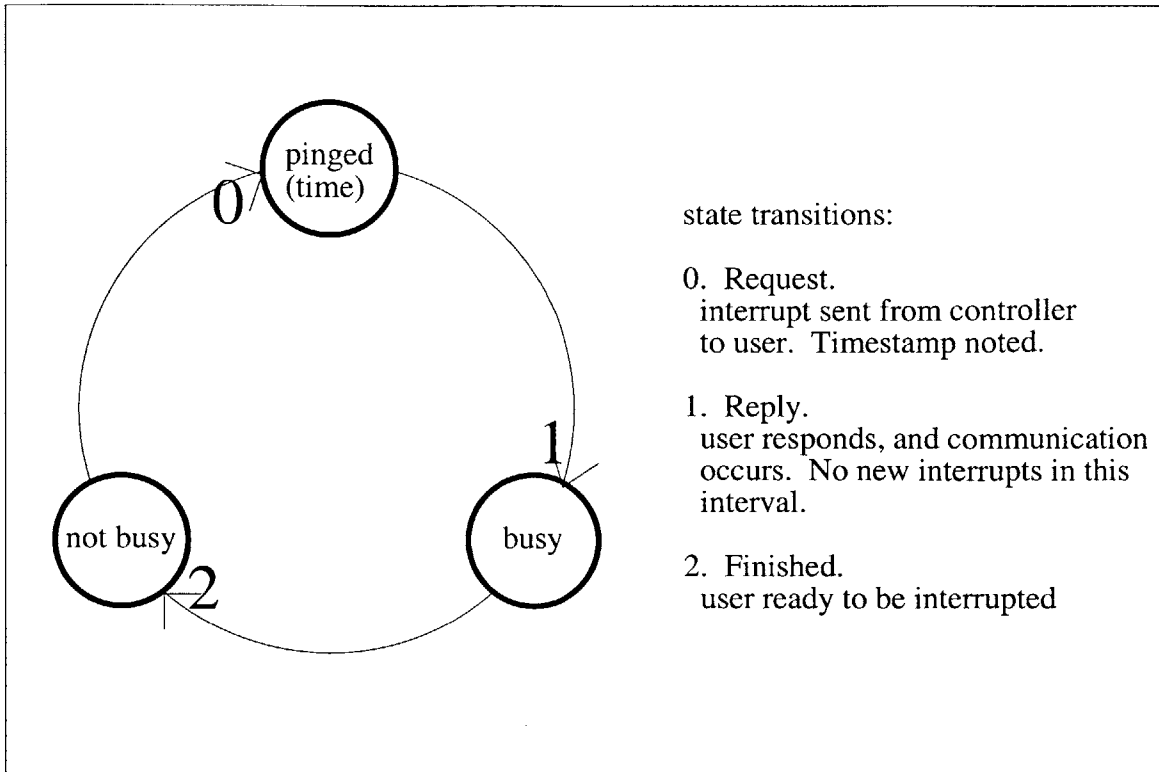 pinged
(time)
0
1
not busy
2
busy
state transitions:
0. Request.
interrupt sent from controller
to user. Timestamp noted.
1. Reply.
user responds, and communication
occurs. No new interrupts in this
interval.
2. Finished.
user ready to be interrupted